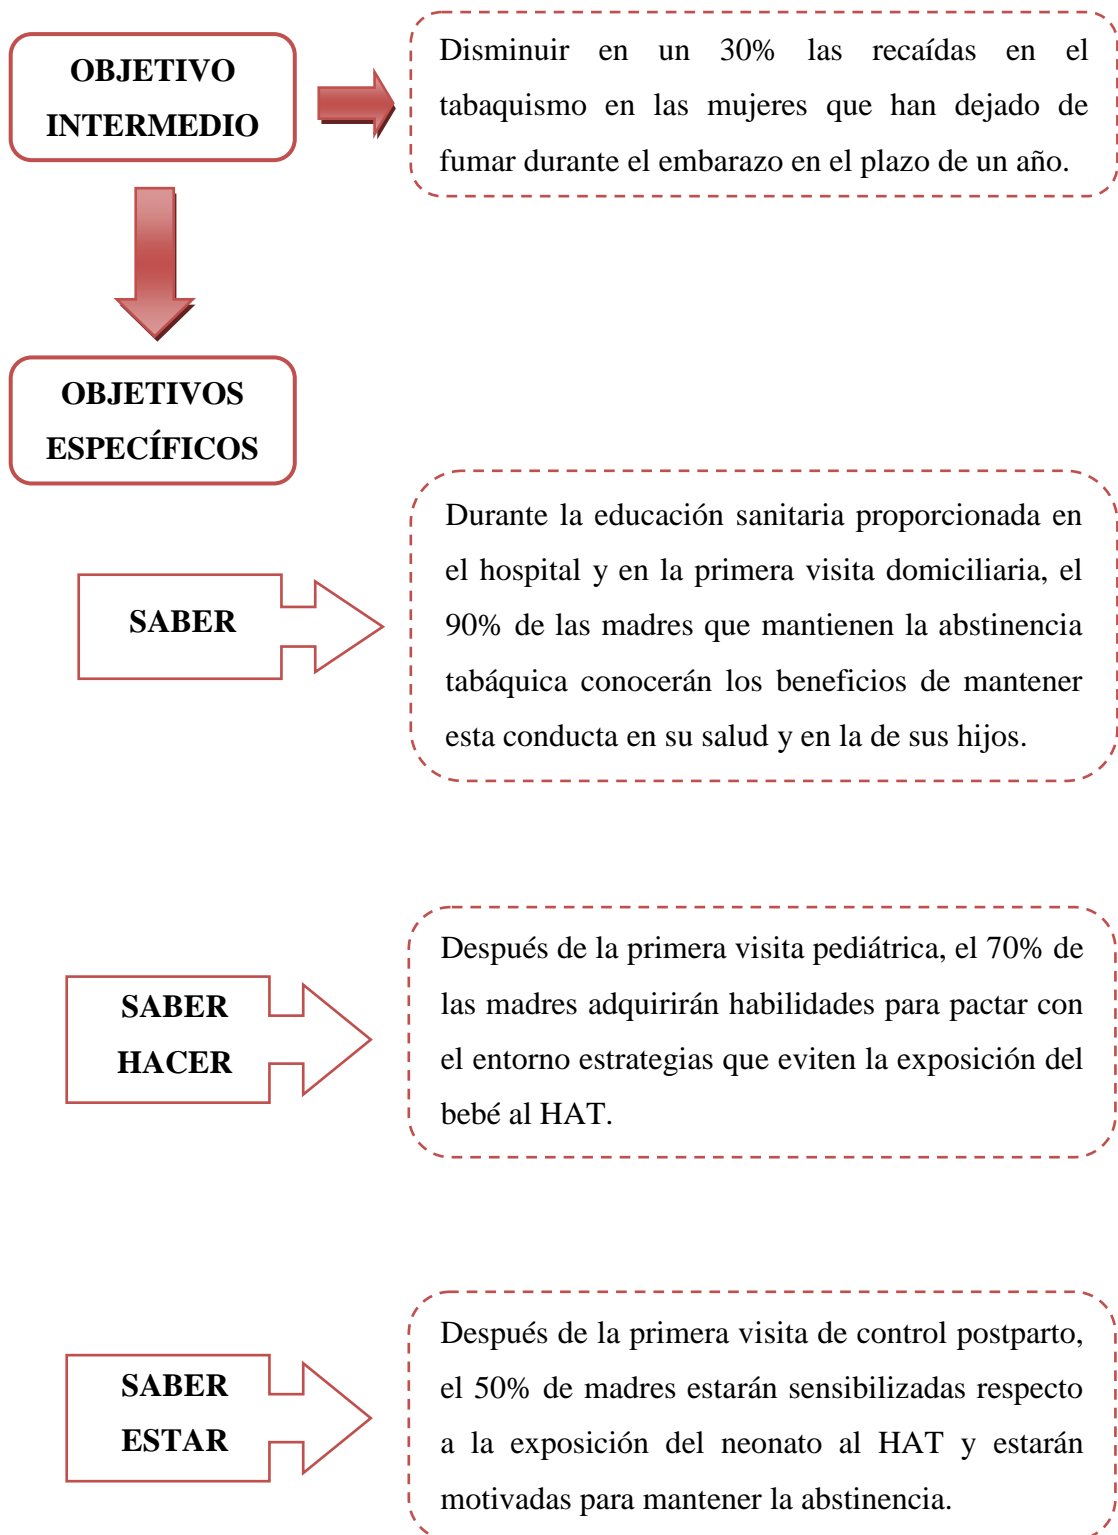 OBJETIVO
INTERMEDIO
Disminuir en un 30% las recaídas en el
tabaquismo en las mujeres que han dejado de
fumar durante el embarazo en el plazo de un año.
OBJETIVOS
ESPECÍFICOS
SABER
Durante la educación sanitaria proporcionada en
el hospital y en la primera visita domiciliaria, el
90% de las madres que mantienen la abstinencia
tabáquica conocerán los beneficios de mantener
esta conducta en su salud y en la de sus hijos.
SABER
HACER
Después de la primera visita pediátrica, el 70% de
las madres adquirirán habilidades para pactar con
el entorno estrategias que eviten la exposición del
bebé al HAT.
SABER
ESTAR
Después de la primera visita de control postparto,
el 50% de madres estarán sensibilizadas respecto
a la exposición del neonato al HAT y estarán
motivadas para mantener la abstinencia.